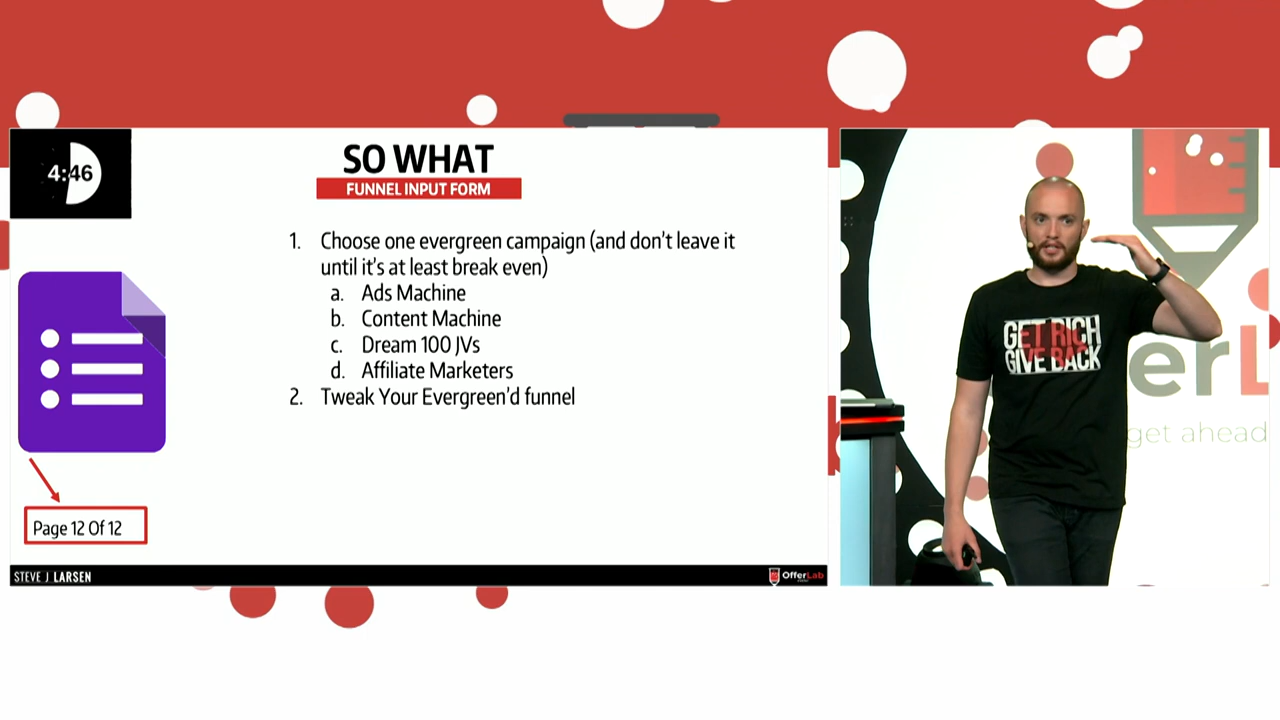 4:46
SO WHAT
FUNNEL INPUT FORM
1. Choose one evergreen campaign (and don't leave it
until it's at least break even)
a. Ads Machine
b. Content Machine
c. Dream 100 JVs
d. Affiliate Marketers
2. Tweak Your Evergreen'd funnel
Page 12 Of 12
STEVE J LARSEN
OfferLab
GET RICH
GIVE BACK
erL
get ahead